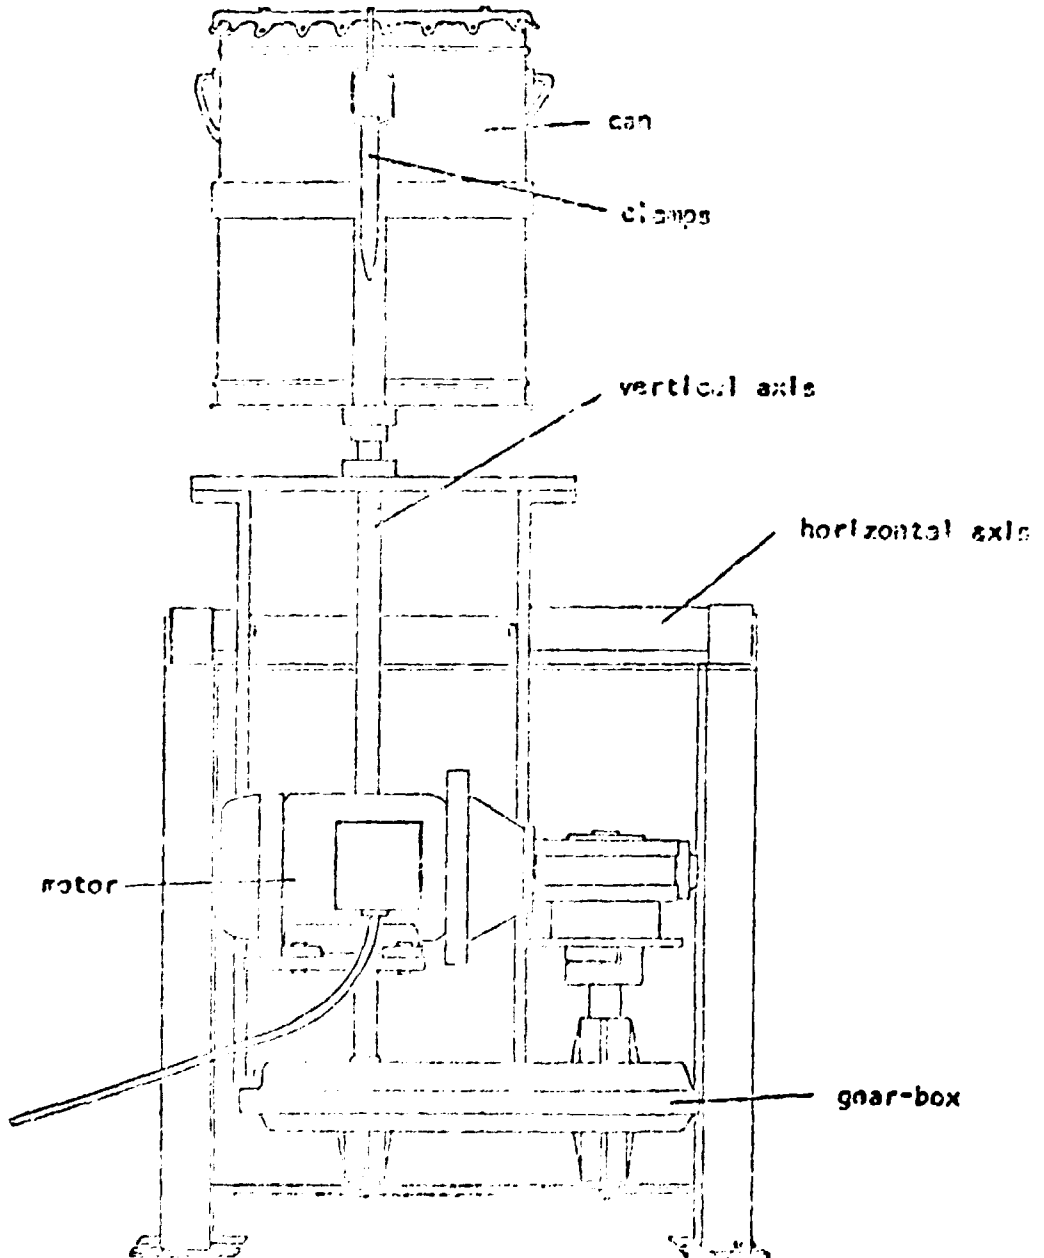 can
clamps
vertical axis
horizontal axis
motor
gear-box